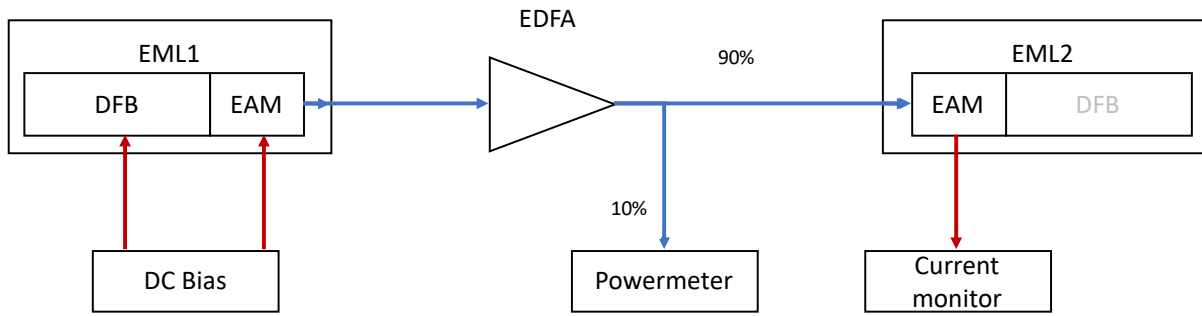 EDFA
EML1
90%
EML2
DFB
EAM
EAM
DFB
10%
DC Bias
Powermeter
Current
monitor